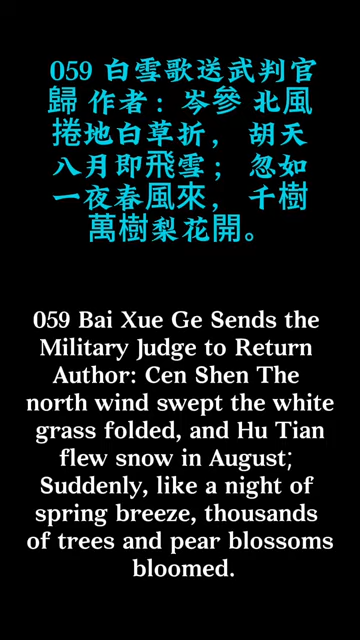 059 白雪歌送武判官
歸 作者：岑參 北風
捲地白草折， 胡天
八月即飛雪； 忽如
一夜春風來， 千樹
萬樹梨花開。
059 Bai Xue Ge Sends the
Military Judge to Return
Author: Cen Shen The
north wind swept the white
grass folded, and Hu Tian
flew snow in August;
Suddenly, like a night of
spring breeze, thousands
of trees and pear blossoms
bloomed.